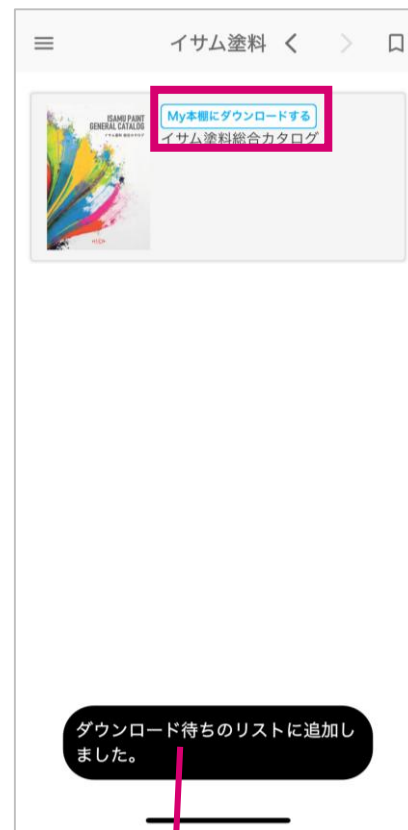 イサム塗料
ISAMU PAINT
GENERAL CATALOG
My本棚にダウンロードする
イサム塗料総合カタログ
ダウンロード待ちのリストに追加し
ました。